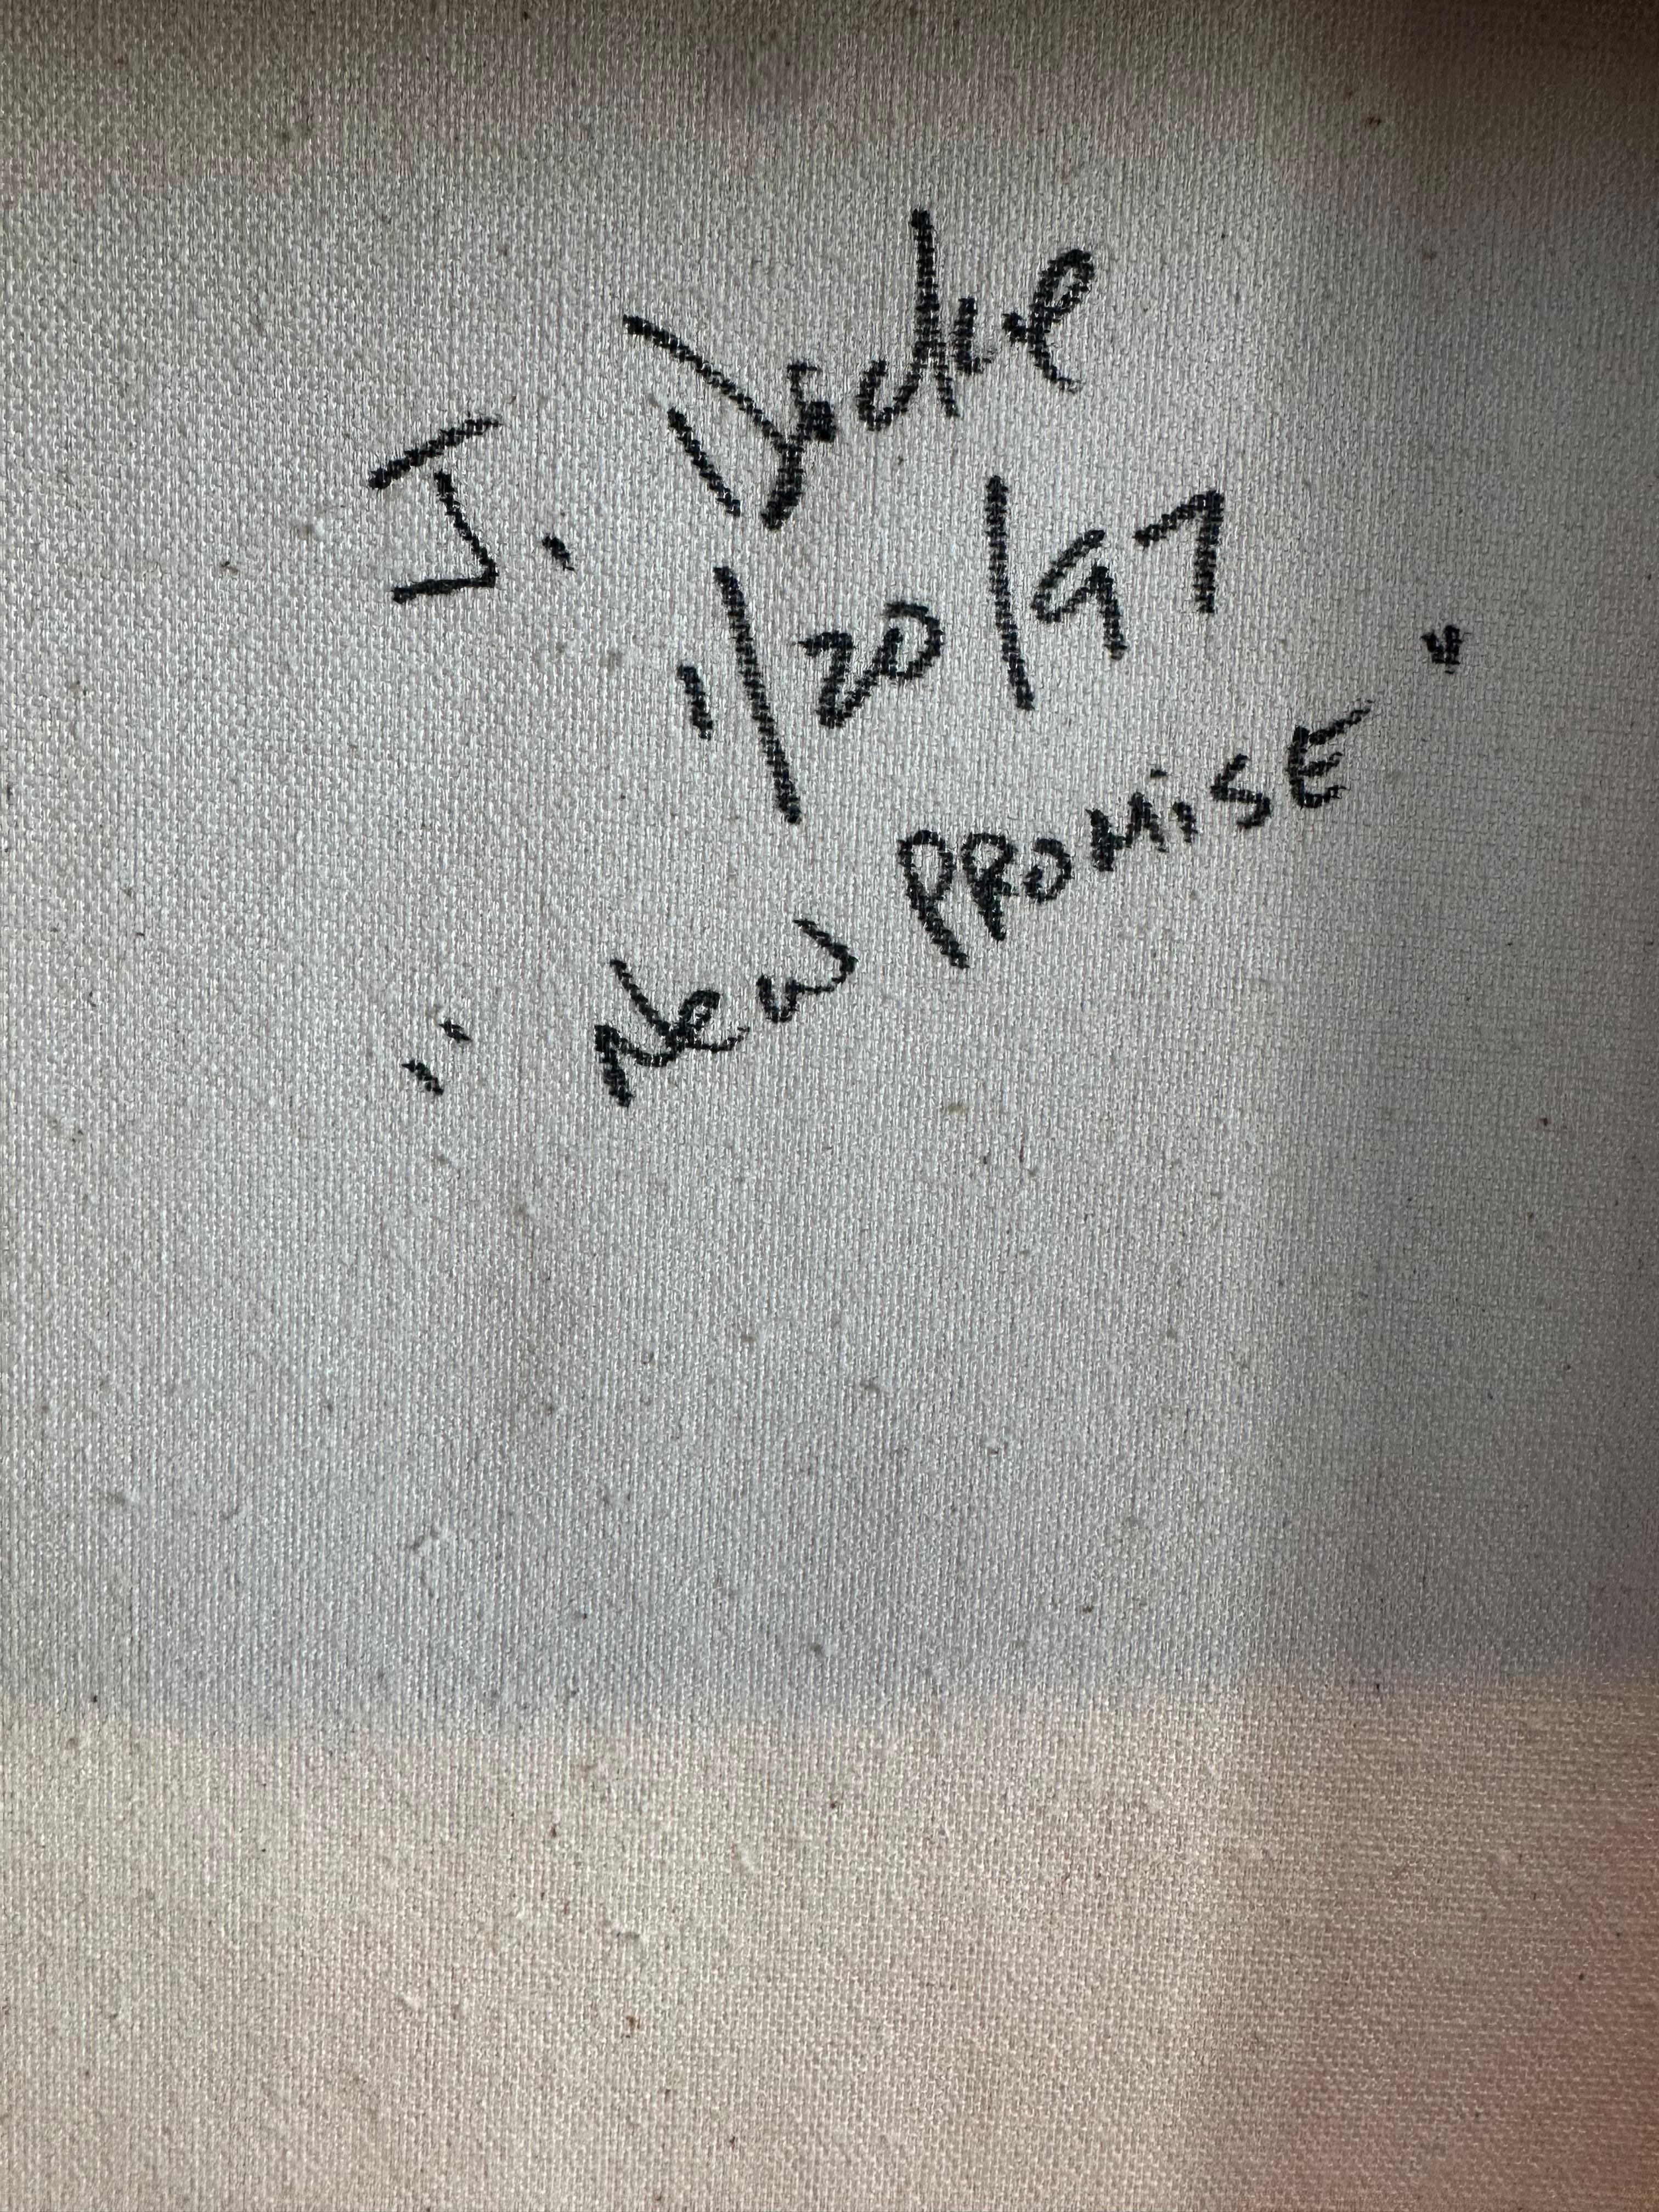 J.
1/20/97
"New PROMiSE"